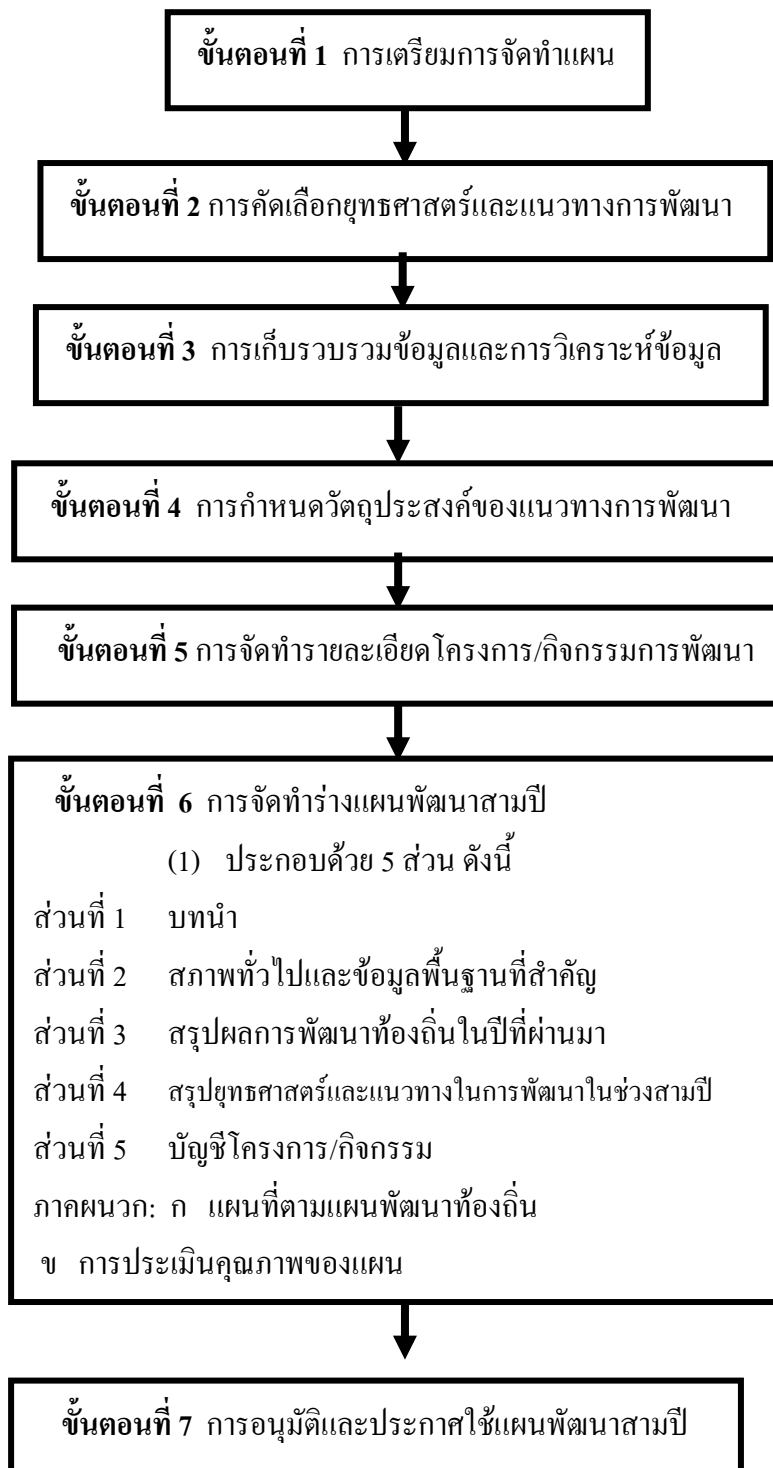 ขั้นตอนที่ 1 การเตรียมการจัดทำแผน
ขั้นตอนที่ 2 การคัดเลือกยุทธศาสตร์และแนวทางการพัฒนา
ขั้นตอนที่ 3 การเก็บรวบรวมข้อมูลและการวิเคราะห์ข้อมูล
ขั้นตอนที่ 4 การกำหนดวัตถุประสงค์ของแนวทางการพัฒนา
ขั้นตอนที่ 5 การจัดทำรายละเอียดโครงการ/กิจกรรมการพัฒนา
ขั้นตอนที่ 6 การจัดทำร่างแผนพัฒนาสามปี
(1) ประกอบด้วย 5 ส่วน ดังนี้
ส่วนที่ 1 บทนำ
ส่วนที่ 2 สภาพทั่วไปและข้อมูลพื้นฐานที่สำคัญ
ส่วนที่ 3 สรุปผลการพัฒนาท้องถิ่นในปีที่ผ่านมา
ส่วนที่ 4 สรุปยุทธศาสตร์และแนวทางในการพัฒนาในช่วงสามปี
ส่วนที่ 5 บัญชีโครงการ/กิจกรรม
ภาคผนวก: ก แผนที่ตามแผนพัฒนาท้องถิ่น
ข การประเมินคุณภาพของแผน
ขั้นตอนที่ 7 การอนุมัติและประกาศใช้แผนพัฒนาสามปี